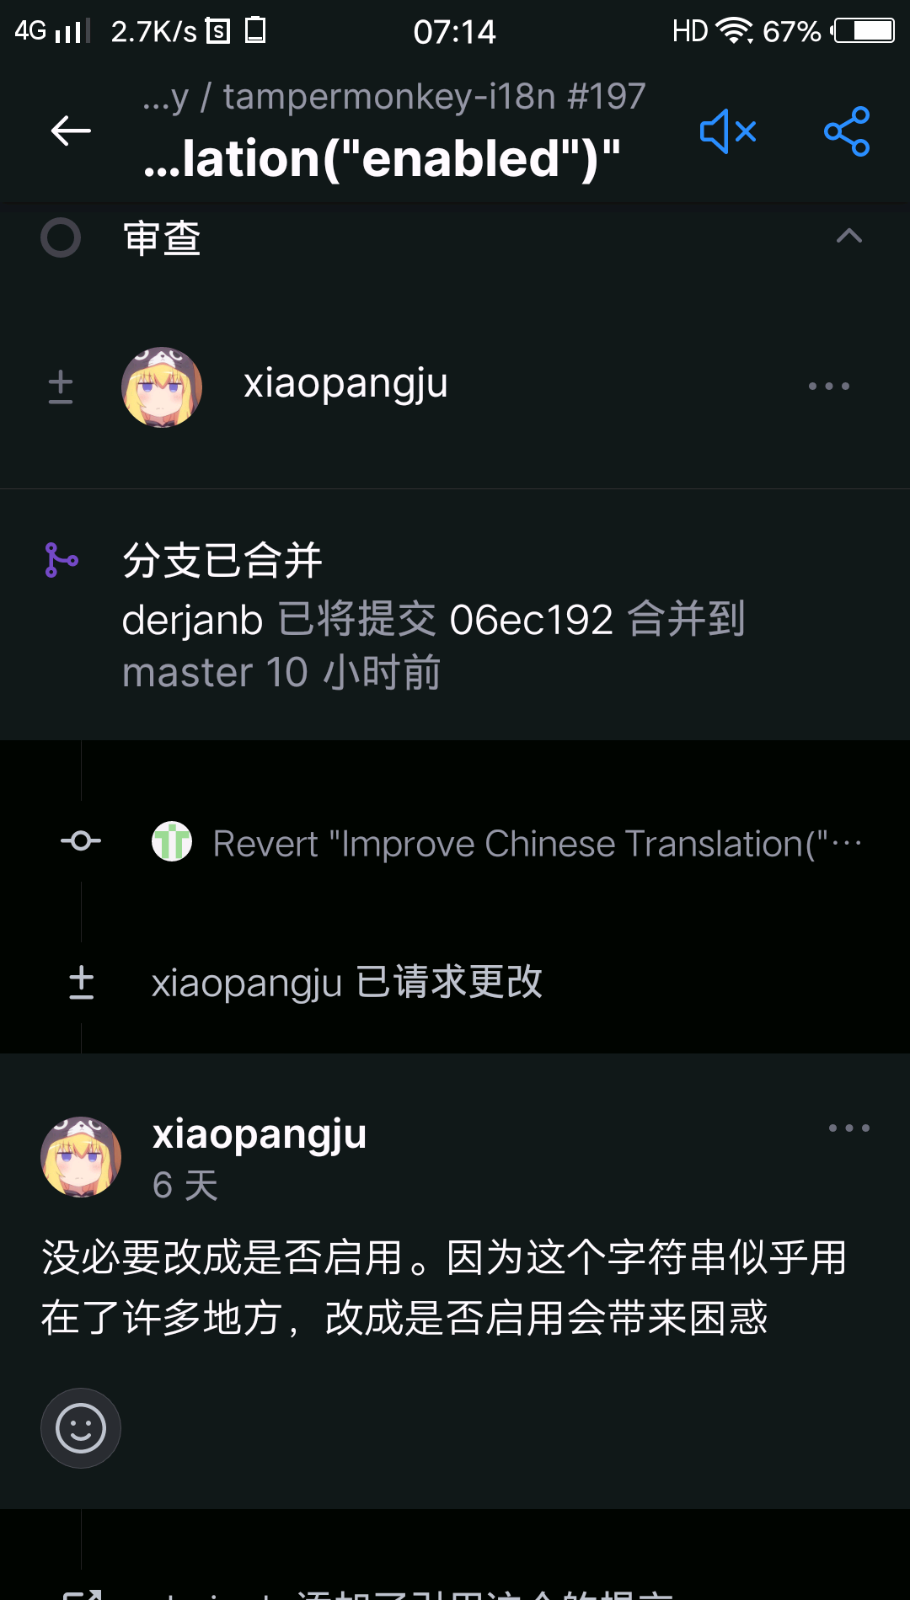 4G 2.7K/s 07:14 HD 67%
...y / tampermonkey-i18n #197
...lation("enabled")"
审查
xiaopangju
分支已合并
derjanb 已将提交 06ec192 合并到
master 10 小时前
Revert "Improve Chinese Translation("...
xiaopangju 已请求更改
xiaopangju
6 天
没必要改成是否启用。因为这个字符串似乎用
在了许多地方，改成是否启用会带来困惑